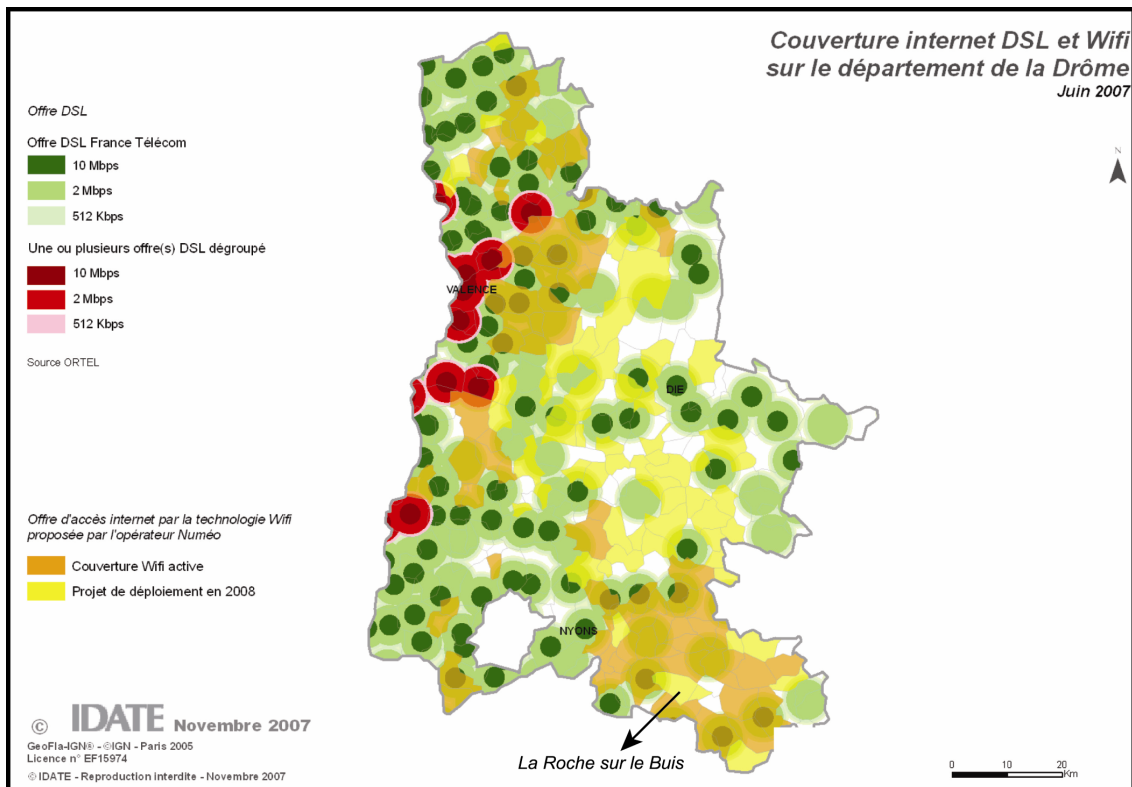 Couverture internet DSL et Wifi
sur le département de la Drôme
Juin 2007
Offre DSL
Offre DSL France Télécom
10 Mbps
2 Mbps
512 Kbps
Une ou plusieurs offre(s) DSL dégroupé
10 Mbps
2 Mbps
512 Kbps
Source ORTEL
Offre d'accès internet par la technologie Wifi
proposée par l'opérateur Numéo
Couverture Wifi active
Projet de déploiement en 2008
N
VALENCE
DIE
NYONS
La Roche sur le Buis
© IDATE Novembre 2007
GeoFla-IGN® - ©IGN - Paris 2005
Licence n° EF15974
© IDATE - Reproduction interdite - Novembre 2007
0 10 20
Km